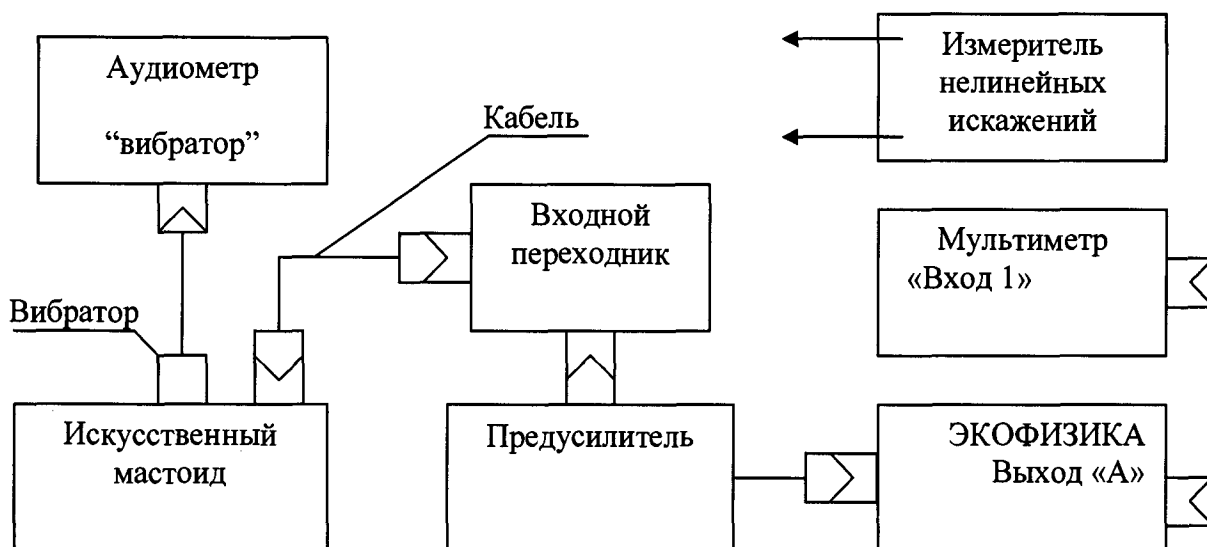 Аудиометр
“вибратор”
Кабель
Измеритель
нелинейных
искажений
Входной
переходник
Мультиметр
«Вход 1»
Вибратор
Искусственный
мастоид
Предусилитель
ЭКОФИЗИКА
Выход «А»